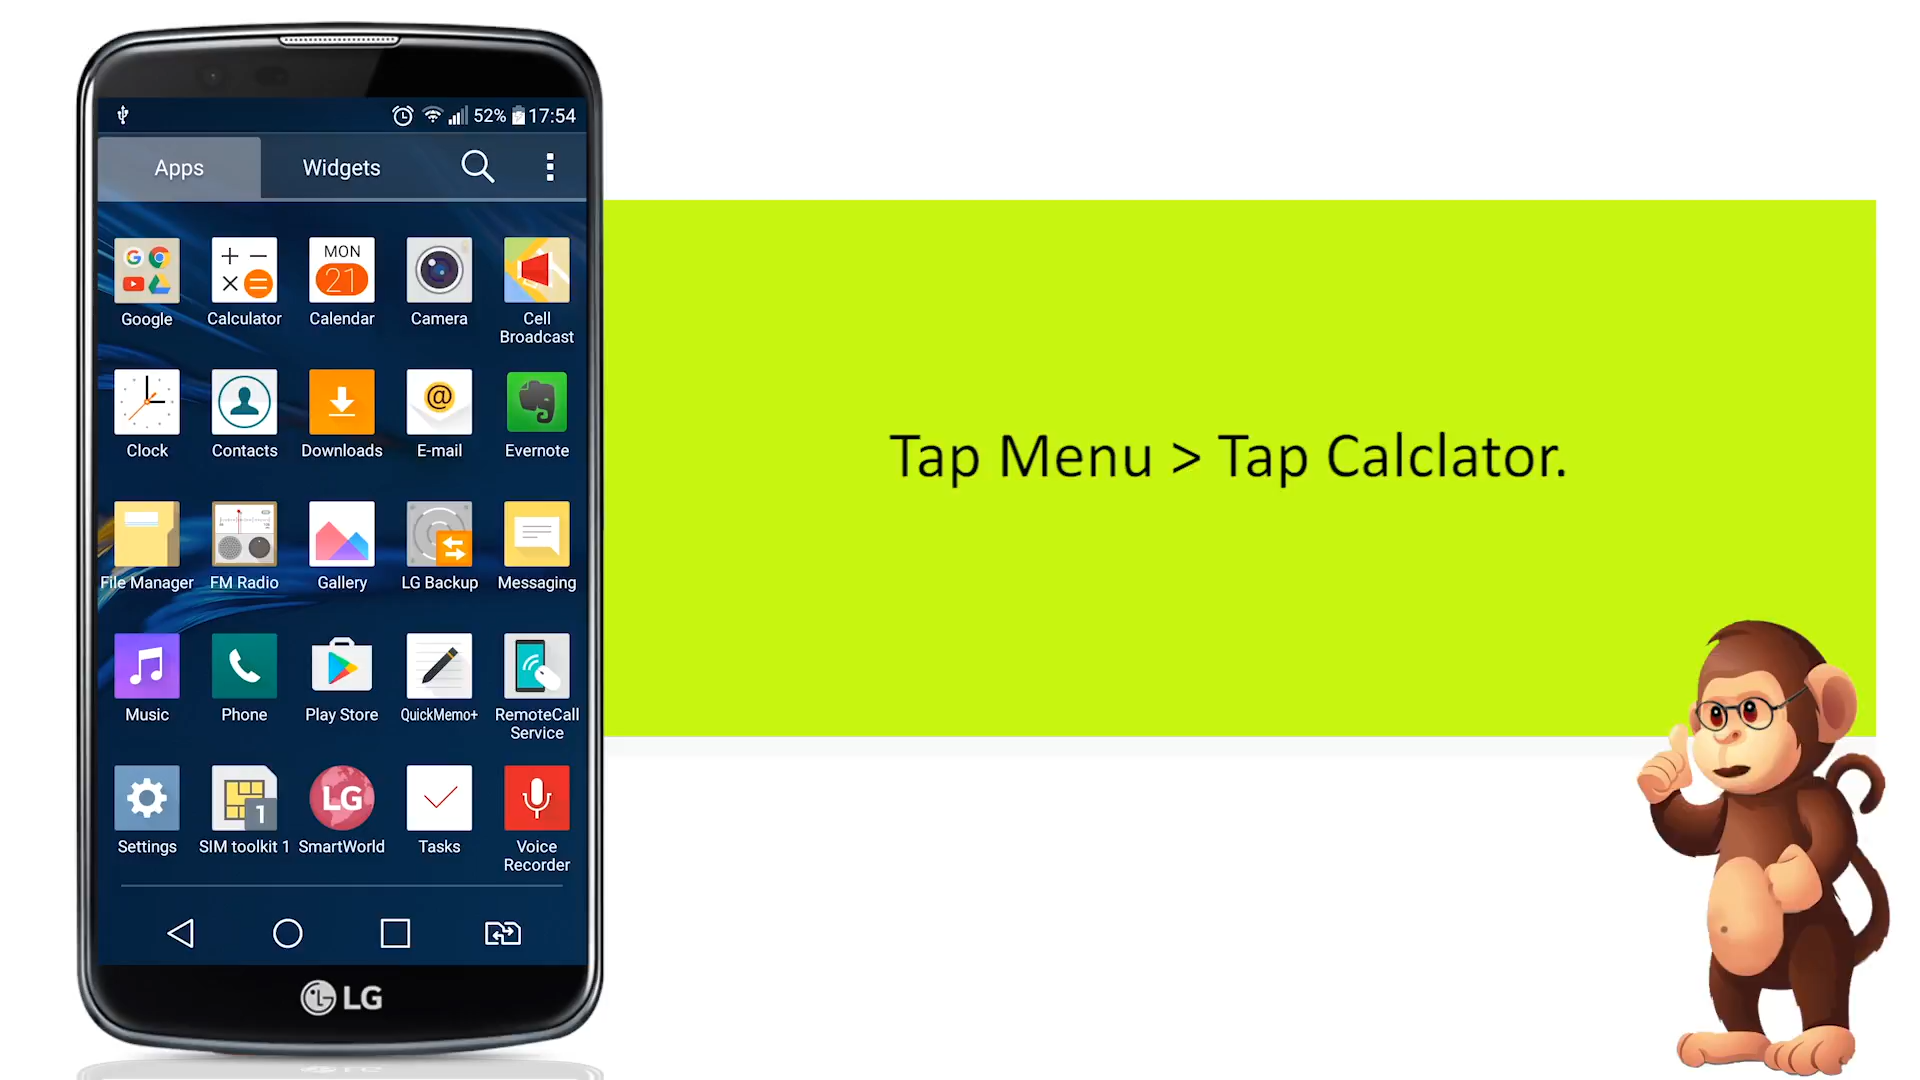 52% 17:54
Apps Widgets
MON
21
Google Calculator Calendar Camera Cell Broadcast
@
Clock Contacts Downloads E-mail Evernote
File Manager FM Radio Gallery LG Backup Messaging
Music Phone Play Store QuickMemo+ RemoteCall Service
1 LG
Settings SIM toolkit 1 SmartWorld Tasks Voice Recorder
LG
Tap Menu > Tap Calclator.